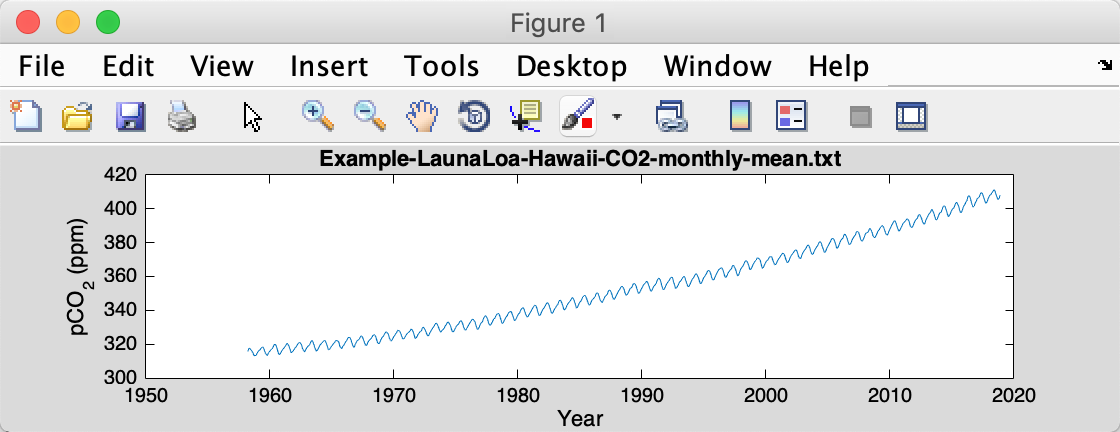 Figure 1
File Edit View Insert Tools Desktop Window Help
Example-LaunaLoa-Hawaii-CO2-monthly-mean.txt
420
400
380
360
340
320
300
pCO2 (ppm)
1950 1960 1970 1980 1990 2000 2010 2020
Year